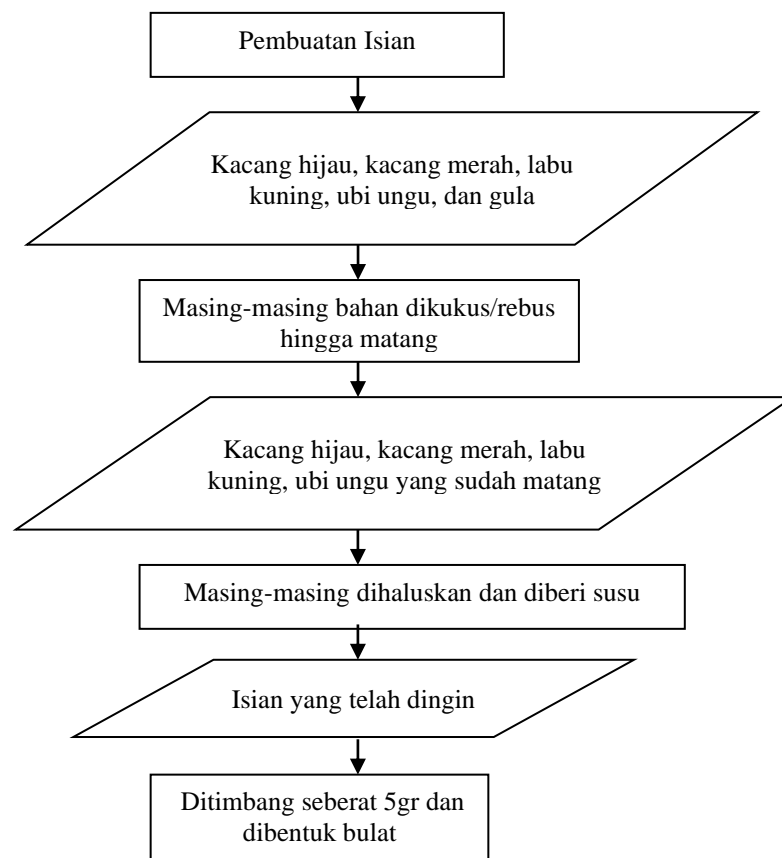 Pembuatan Isian
Kacang hijau, kacang merah, labu
kuning, ubi ungu, dan gula
Masing-masing bahan dikukus/rebus
hingga matang
Kacang hijau, kacang merah, labu
kuning, ubi ungu yang sudah matang
Masing-masing dihaluskan dan diberi susu
Isian yang telah dingin
Ditimbang seberat 5gr dan
dibentuk bulat